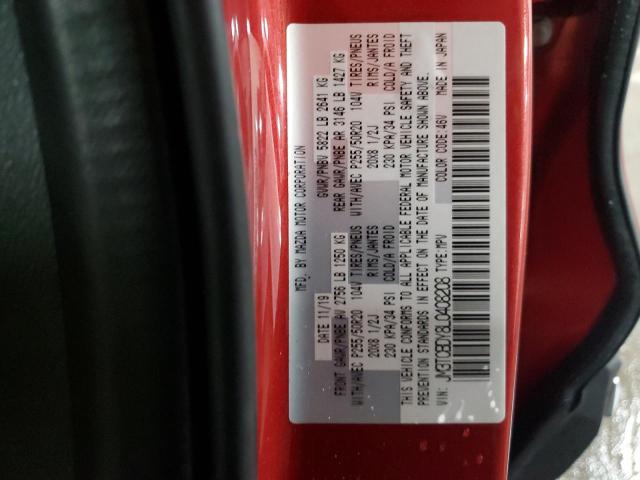 MFD. BY MAZDA MOTOR CORPORATION
DATE 11/19 GVWR/PNBV 5822 LB 2641 KG
FRONT GAWR/PNBE AV 2756 LB 1250 KG REAR GAWR/PNBE AR 3146 LB 1427 KG
WITH/AVEC P255/50R20 104V TIRES/PNEUS WITH/AVEC P255/50R20 104V TIRES/PNEUS
20X8 1/2J RIMS/JANTES 20X8 1/2J RIMS/JANTES
230 KPA/34 PSI COLD/A FROID 230 KPA/34 PSI COLD/A FROID
THIS VEHICLE CONFORMS TO ALL APPLICABLE FEDERAL MOTOR VEHICLE SAFETY AND THEFT
PREVENTION STANDARDS IN EFFECT ON THE DATE OF MANUFACTURE SHOWN ABOVE.
JM3TCBDY8L0408208 TYPE:MPV COLOR CODE:46V MADE IN JAPAN